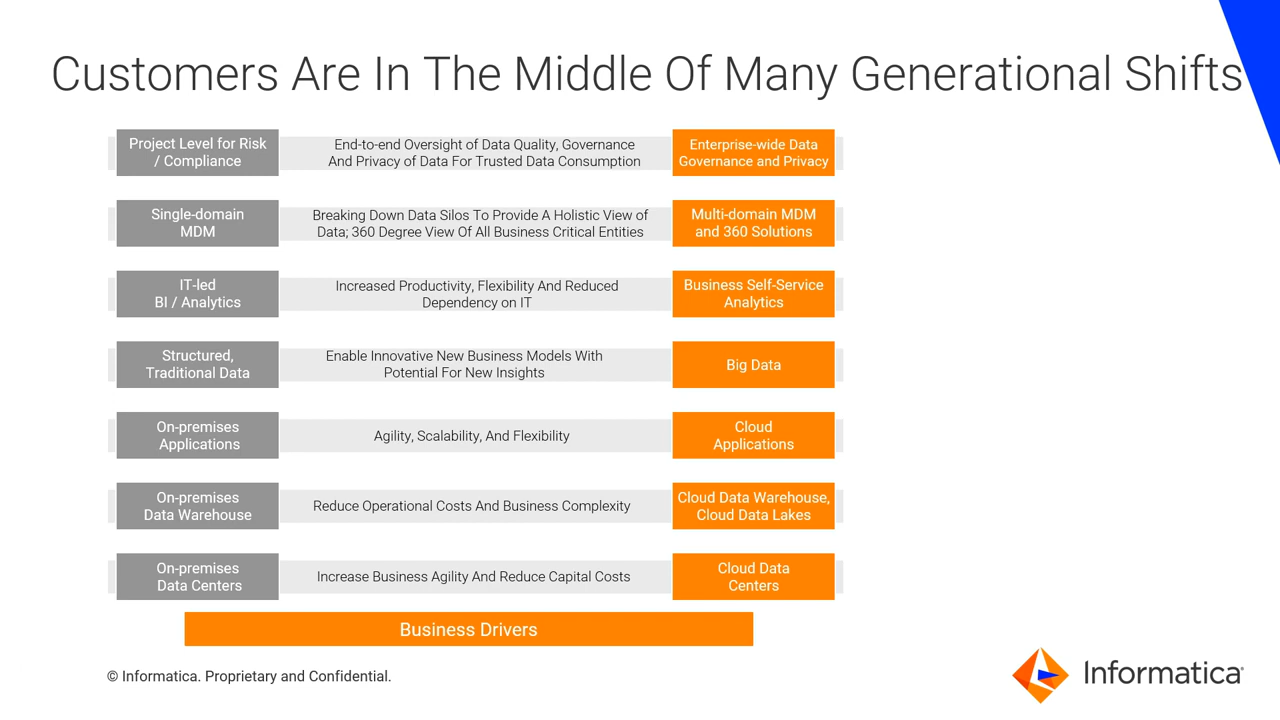 Customers Are In The Middle Of Many Generational Shifts
Project Level for Risk
/ Compliance
End-to-end Oversight of Data Quality, Governance
And Privacy of Data For Trusted Data Consumption
Enterprise-wide Data
Governance and Privacy
Single-domain
MDM
Breaking Down Data Silos To Provide A Holistic View of
Data; 360 Degree View Of All Business Critical Entities
Multi-domain MDM
and 360 Solutions
IT-led
BI / Analytics
Increased Productivity, Flexibility And Reduced
Dependency on IT
Business Self-Service
Analytics
Structured,
Traditional Data
Enable Innovative New Business Models With
Potential For New Insights
Big Data
On-premises
Applications
Agility, Scalability, And Flexibility
Cloud
Applications
On-premises
Data Warehouse
Reduce Operational Costs And Business Complexity
Cloud Data Warehouse,
Cloud Data Lakes
On-premises
Data Centers
Increase Business Agility And Reduce Capital Costs
Cloud Data
Centers
Business Drivers
© Informatica. Proprietary and Confidential.
Informatica